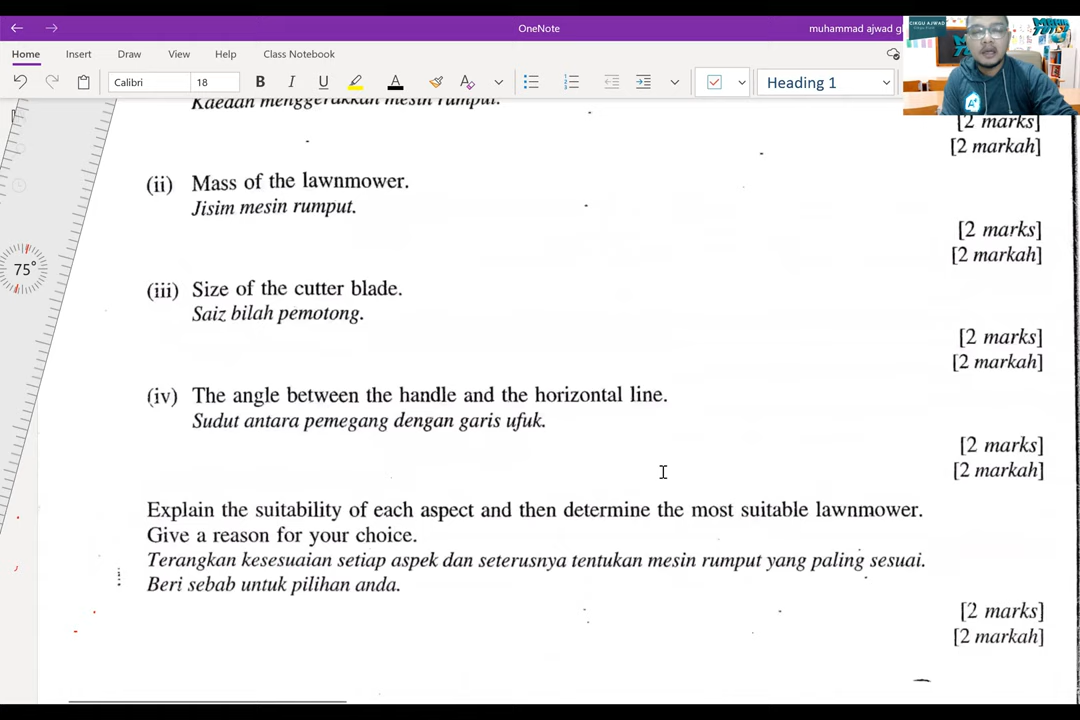 OneNote
muhammad ajwad
CIKGU AJWAD
Home Insert Draw View Help Class Notebook
Calibri 18 B I U A Heading 1
Kaedah menggerakkan mesin rumput.
[2 marks]
[2 markah]
(ii) Mass of the lawnmower.
Jisim mesin rumput.
[2 marks]
[2 markah]
75°
(iii) Size of the cutter blade.
Saiz bilah pemotong.
[2 marks]
[2 markah]
(iv) The angle between the handle and the horizontal line.
Sudut antara pemegang dengan garis ufuk.
[2 marks]
[2 markah]
Explain the suitability of each aspect and then determine the most suitable lawnmower.
Give a reason for your choice.
Terangkan kesesuaian setiap aspek dan seterusnya tentukan mesin rumput yang paling sesuai.
Beri sebab untuk pilihan anda.
[2 marks]
[2 markah]